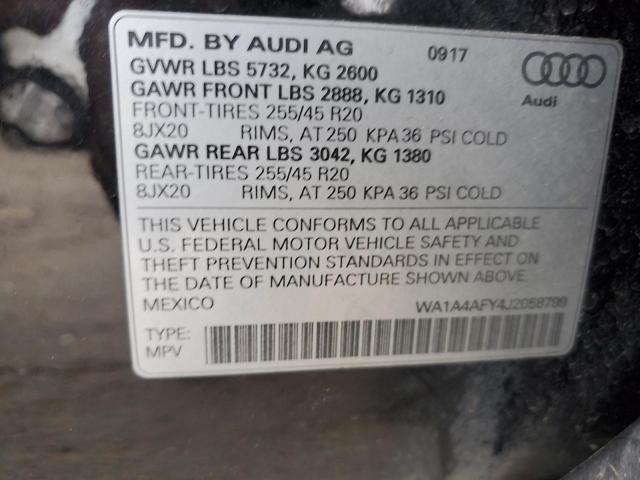 MFD. BY AUDI AG 0917
GVWR LBS 5732, KG 2600
GAWR FRONT LBS 2888, KG 1310
Audi
FRONT-TIRES 255/45 R20
8JX20 RIMS, AT 250 KPA 36 PSI COLD
GAWR REAR LBS 3042, KG 1380
REAR-TIRES 255/45 R20
8JX20 RIMS, AT 250 KPA 36 PSI COLD
THIS VEHICLE CONFORMS TO ALL APPLICABLE
U.S. FEDERAL MOTOR VEHICLE SAFETY AND
THEFT PREVENTION STANDARDS IN EFFECT ON
THE DATE OF MANUFACTURE SHOWN ABOVE.
MEXICO WA1A4AFY4J2058799
TYPE:
MPV